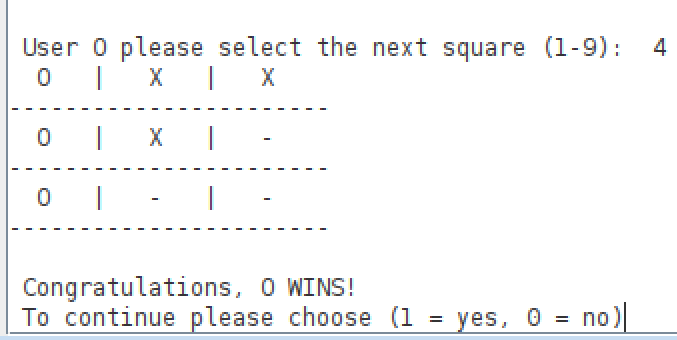 User O please select the next square (1-9):  4
O | X | X
-----------------------
O | X | -
-----------------------
O | - | -
-----------------------
Congratulations, O WINS!
To continue please choose (1 = yes, 0 = no)